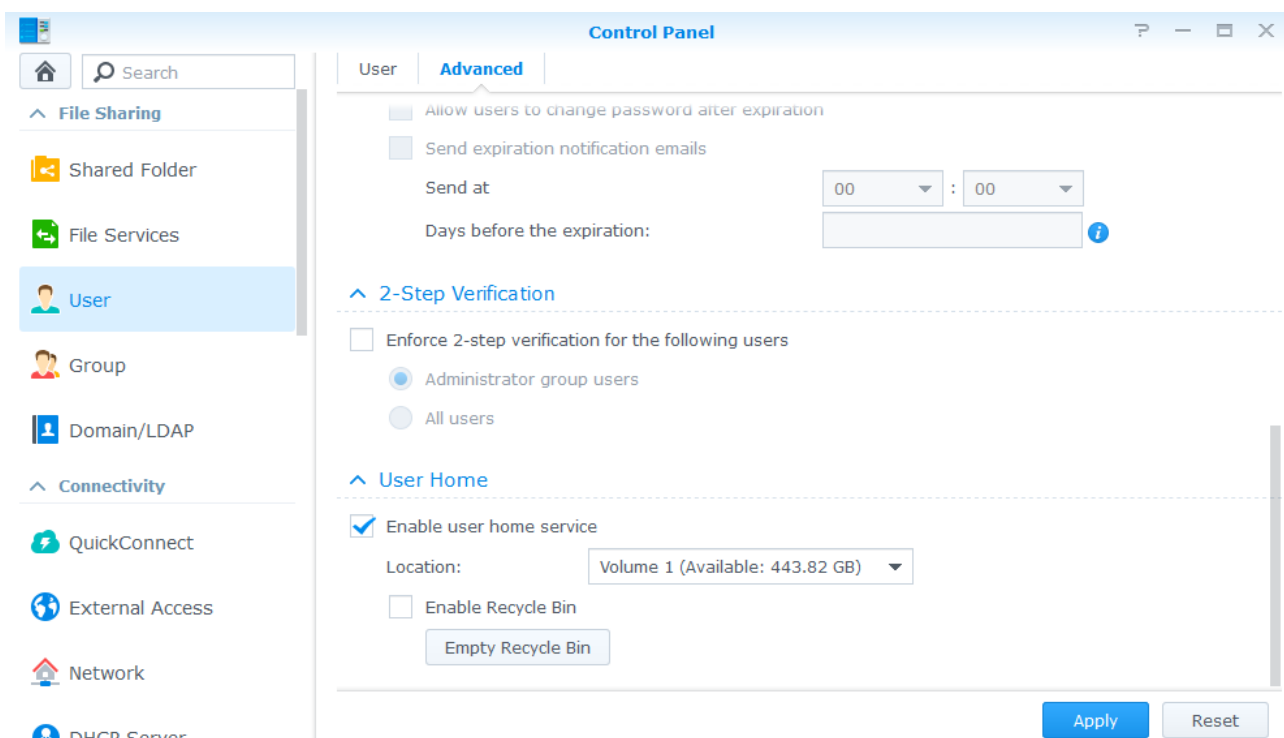 Control Panel
Search
User Advanced
File Sharing
Shared Folder
File Services
User
Group
Domain/LDAP
Connectivity
QuickConnect
External Access
Network
DHCP Server
Allow users to change password after expiration
Send expiration notification emails
Send at 00 : 00
Days before the expiration:
2-Step Verification
Enforce 2-step verification for the following users
Administrator group users
All users
User Home
Enable user home service
Location: Volume 1 (Available: 443.82 GB)
Enable Recycle Bin
Empty Recycle Bin
Apply Reset